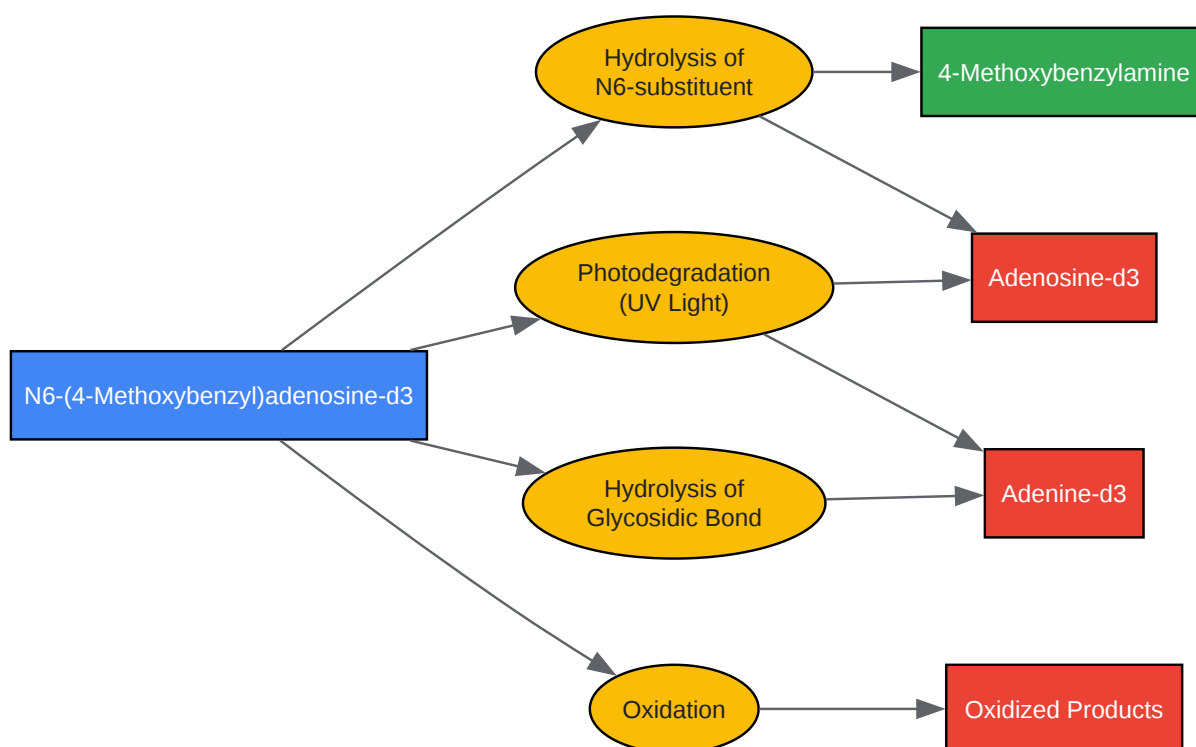 Hydrolysis of
N6-substituent
4-Methoxybenzylamine
Photodegradation
(UV Light)
Adenosine-d3
N6-(4-Methoxybenzyl)adenosine-d3
Hydrolysis of
Glycosidic Bond
Adenine-d3
Oxidation
Oxidized Products